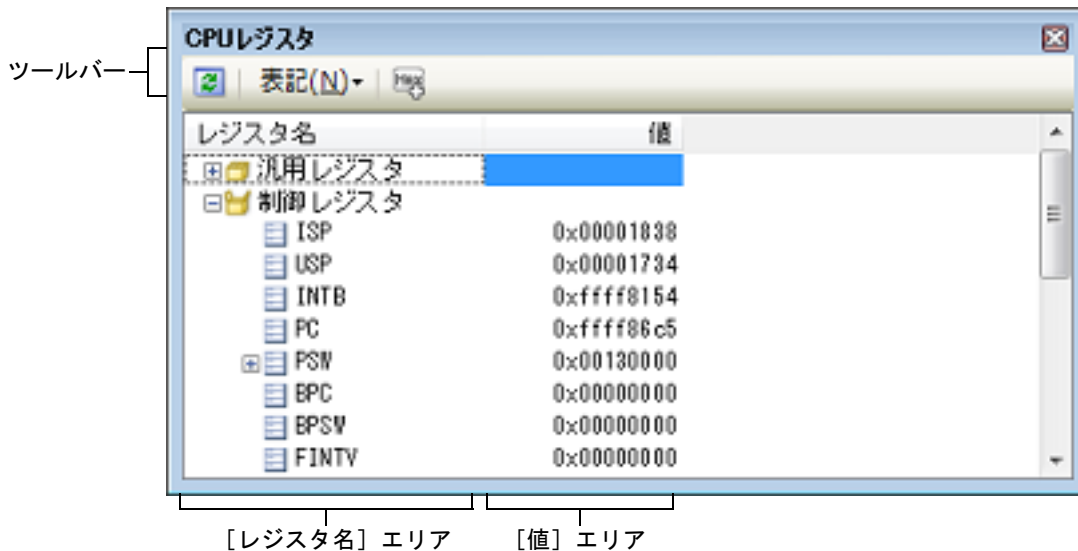 CPUレジスタ
ツールバー
表記(N)
Hex
レジスタ名 値
汎用レジスタ
制御レジスタ
ISP 0x00001838
USP 0x00001734
INTB 0xffff8154
PC 0xffff86c5
PSW 0x00130000
BPC 0x00000000
BPSW 0x00000000
FINTV 0x00000000
[レジスタ名]エリア [値]エリア